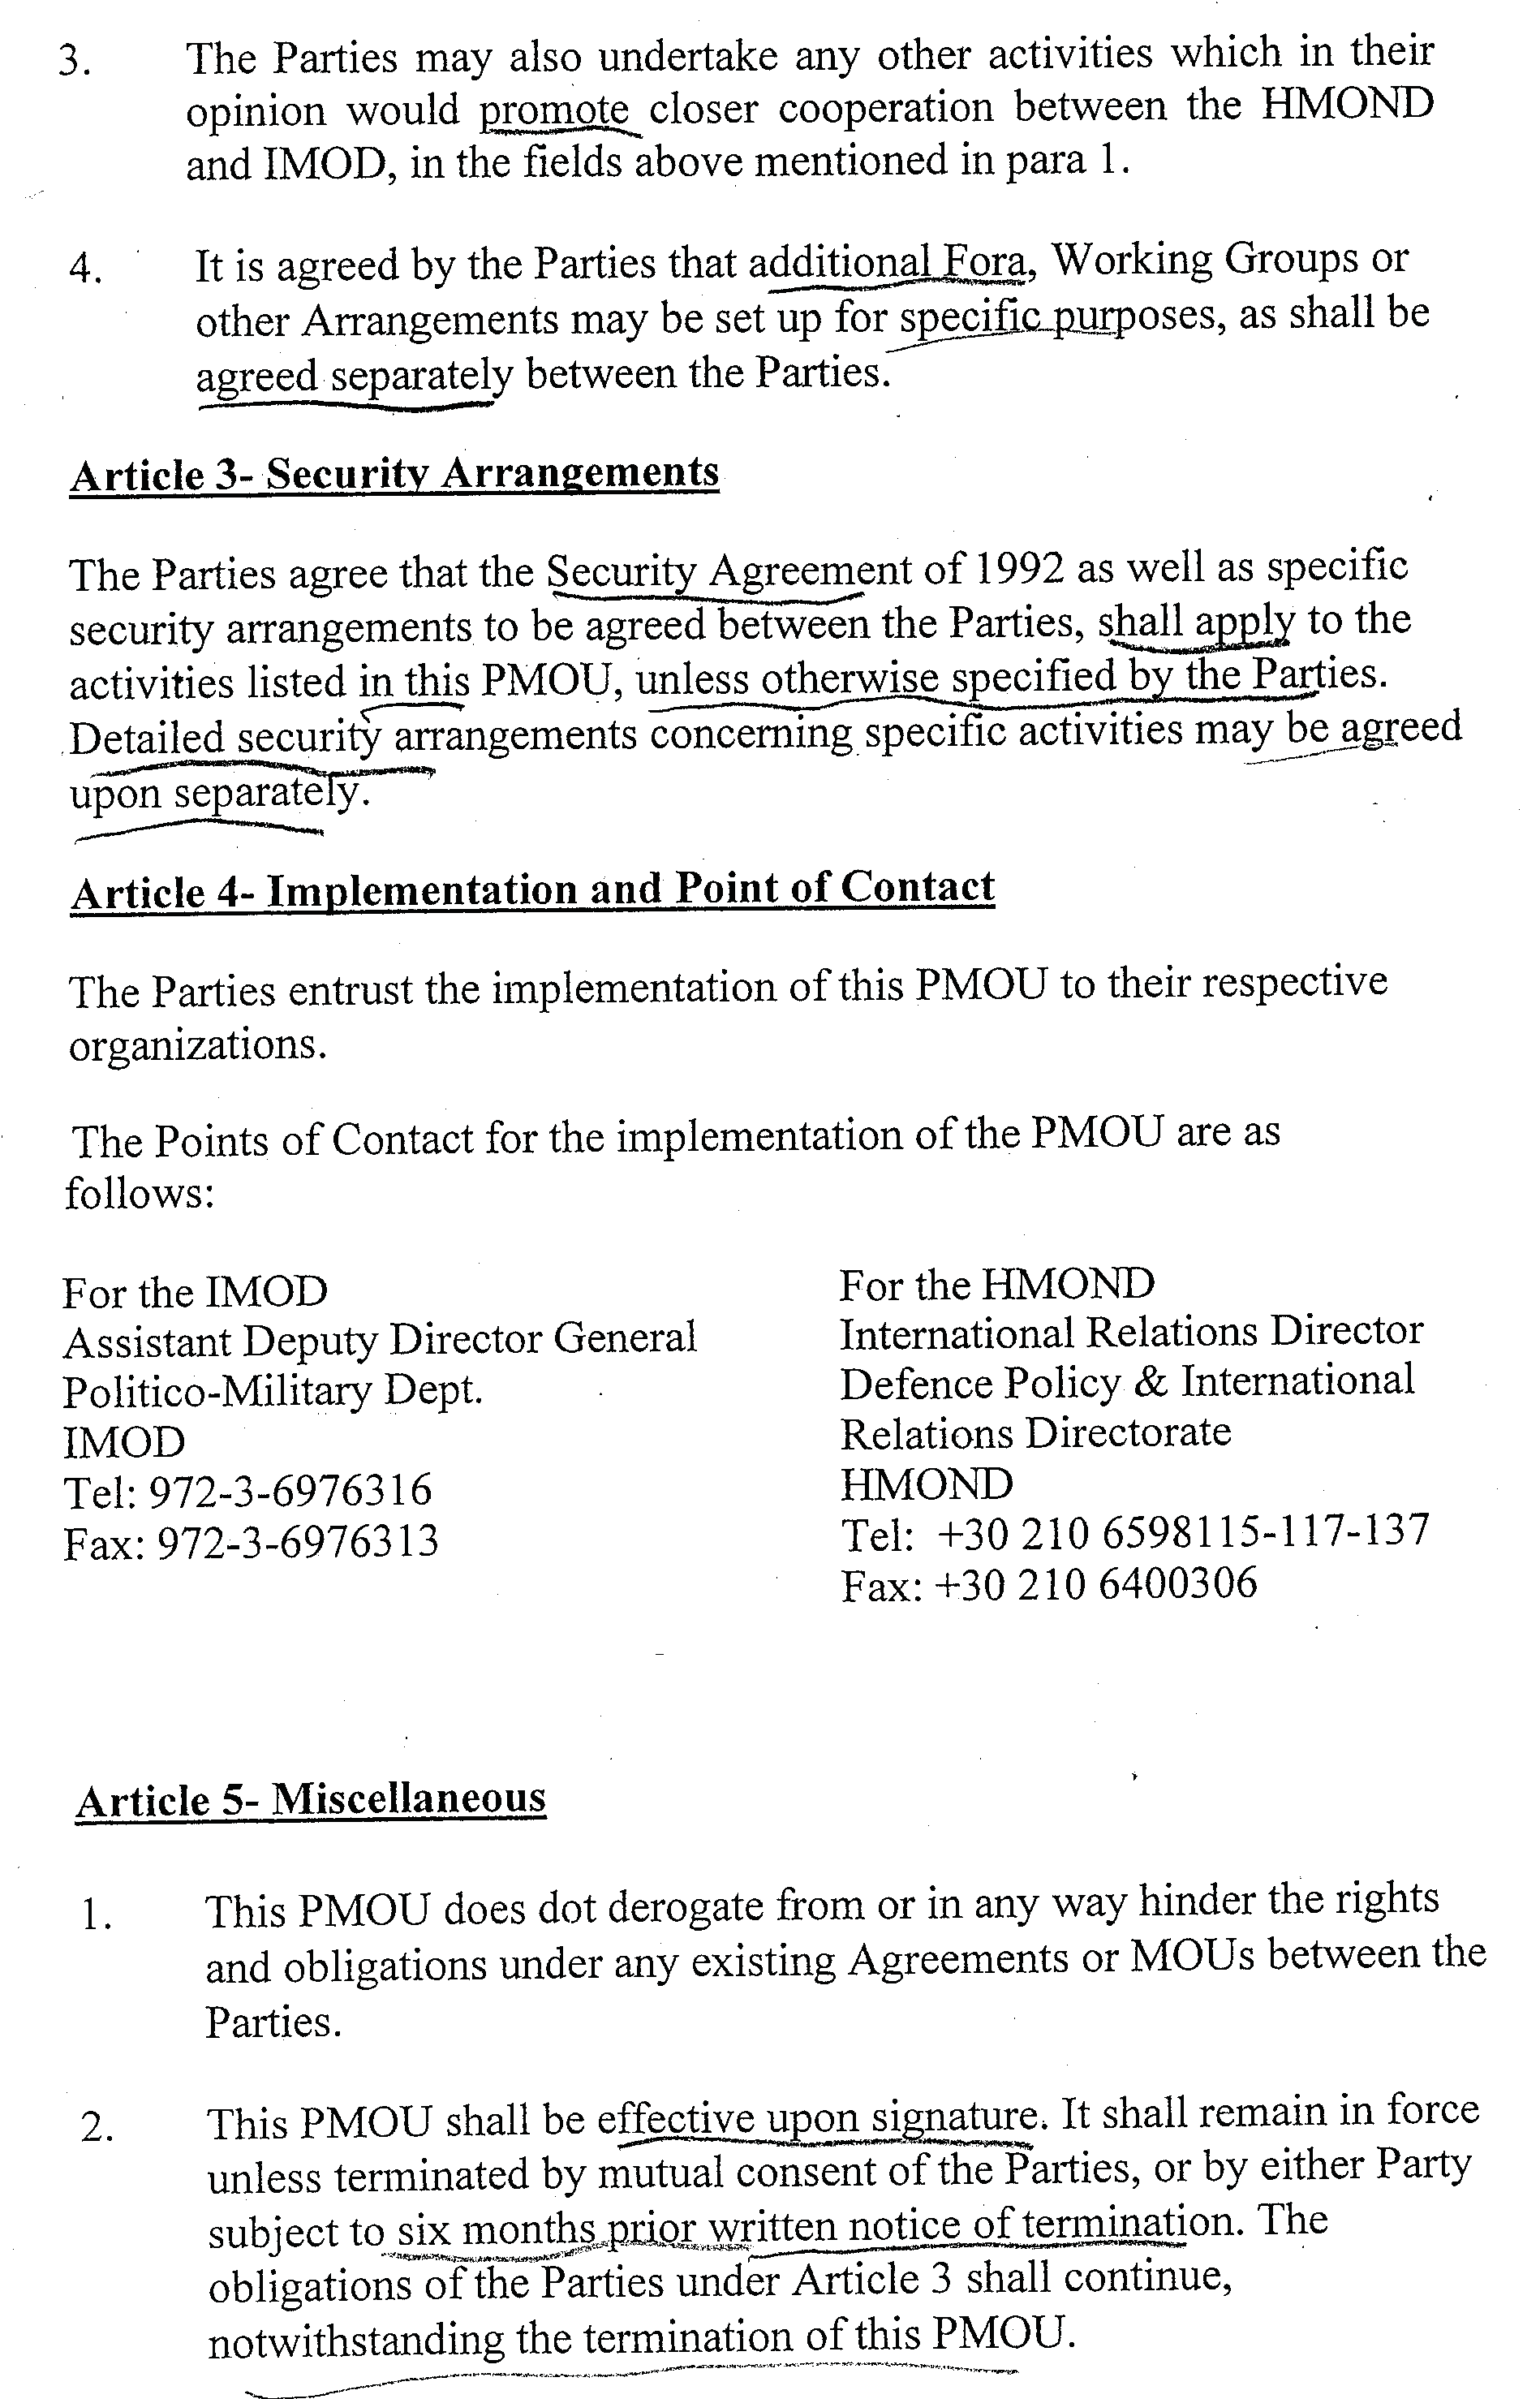 3. The Parties may also undertake any other activities which in their
opinion would promote closer cooperation between the HMOND
and IMOD, in the fields above mentioned in para 1.
4. It is agreed by the Parties that additional Fora, Working Groups or
other Arrangements may be set up for specific purposes, as shall be
agreed separately between the Parties.
Article 3- Security Arrangements
The Parties agree that the Security Agreement of 1992 as well as specific
security arrangements to be agreed between the Parties, shall apply to the
activities listed in this PMOU, unless otherwise specified by the Parties.
Detailed security arrangements concerning specific activities may be agreed
upon separately.
Article 4- Implementation and Point of Contact
The Parties entrust the implementation of this PMOU to their respective
organizations.
The Points of Contact for the implementation of the PMOU are as
follows:
For the IMOD
Assistant Deputy Director General
Politico-Military Dept.
IMOD
Tel: 972-3-6976316
Fax: 972-3-6976313
For the HMOND
International Relations Director
Defence Policy & International
Relations Directorate
HMOND
Tel: +30 210 6598115-117-137
Fax: +30 210 6400306
Article 5- Miscellaneous
1. This PMOU does dot derogate from or in any way hinder the rights
and obligations under any existing Agreements or MOUs between the
Parties.
2. This PMOU shall be effective upon signature. It shall remain in force
unless terminated by mutual consent of the Parties, or by either Party
subject to six months prior written notice of termination. The
obligations of the Parties under Article 3 shall continue,
notwithstanding the termination of this PMOU.